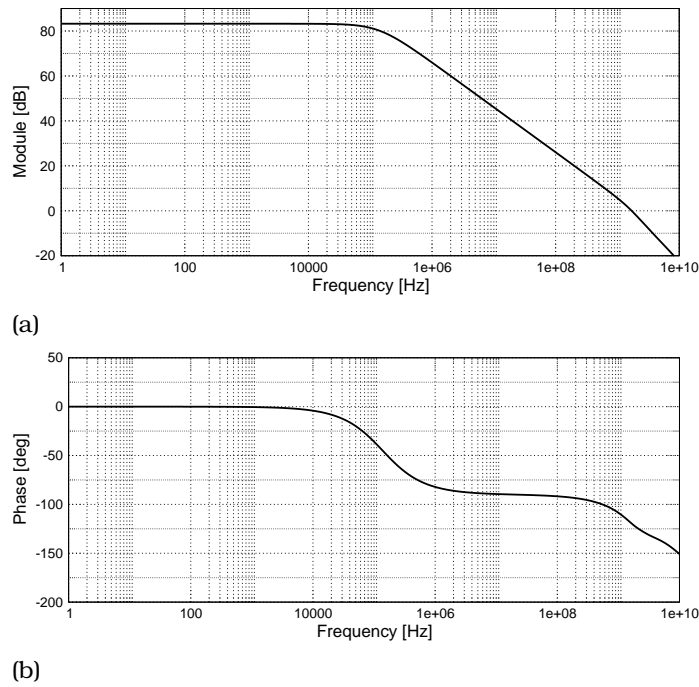 80
60
40
20
0
-20
Module [dB]
1
100
10000
1e+06
1e+08
1e+10
Frequency [Hz]
(a)
50
0
-50
-100
-150
-200
Phase [deg]
1
100
10000
1e+06
1e+08
1e+10
Frequency [Hz]
(b)